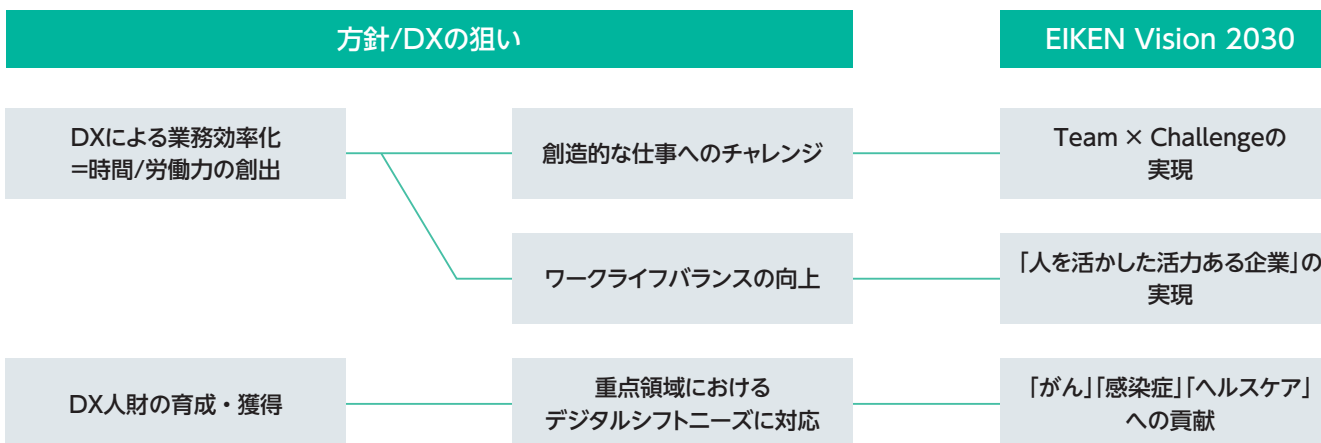 方針/DXの狙い
EIKEN Vision 2030
DXによる業務効率化
=時間/労働力の創出
創造的な仕事へのチャレンジ
Team × Challengeの
実現
ワークライフバランスの向上
「人を活かした活力ある企業」の
実現
DX人財の育成・獲得
重点領域における
デジタルシフトニーズに対応
「がん」「感染症」「ヘルスケア」
への貢献